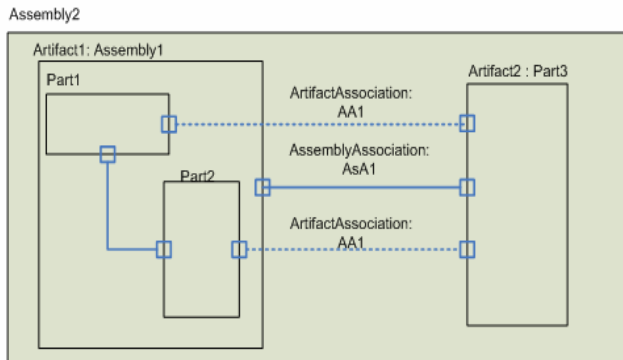 Assembly2
Artifact1: Assembly1
Part1
Artifact2 : Part3
ArtifactAssociation:
AA1
AssemblyAssociation:
AsA1
Part2
ArtifactAssociation:
AA1